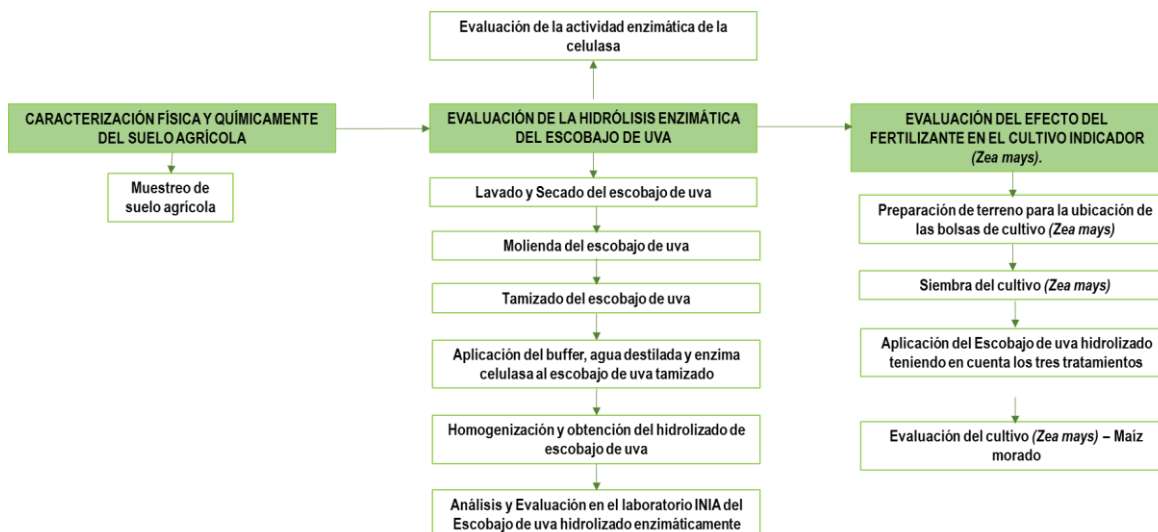 Evaluación de la actividad enzimática de la
celulasa
CARACTERIZACIÓN FÍSICA Y QUÍMICAMENTE
DEL SUELO AGRÍCOLA
Muestreo de
suelo agrícola
EVALUACIÓN DE LA HIDRÓLISIS ENZIMÁTICA
DEL ESCOBAJO DE UVA
Lavado y Secado del escobajo de uva
Molienda del escobajo de uva
Tamizado del escobajo de uva
Aplicación del buffer, agua destilada y enzima
celulasa al escobajo de uva tamizado
Homogenización y obtención del hidrolizado de
escobajo de uva
Análisis y Evaluación en el laboratorio INIA del
Escobajo de uva hidrolizado enzimáticamente
EVALUACIÓN DEL EFECTO DEL
FERTILIZANTE EN EL CULTIVO INDICADOR
(Zea mays).
Preparación de terreno para la ubicación de
las bolsas de cultivo (Zea mays)
Siembra del cultivo (Zea mays)
Aplicación del Escobajo de uva hidrolizado
teniendo en cuenta los tres tratamientos
Evaluación del cultivo (Zea mays) – Maíz
morado